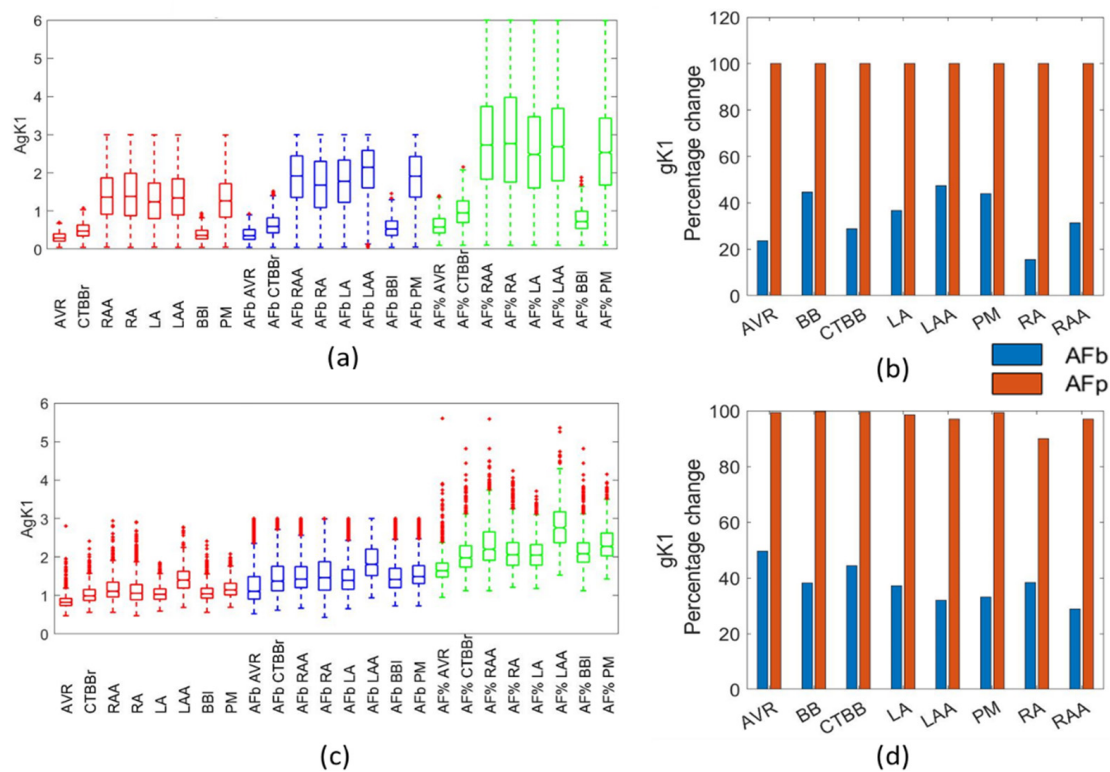 6
5
4
3
2
1
0
AgK1
AVR
CTBBr
RAA
RA
LA
LAA
BBI
PM
AFb AVR
AFb CTBBr
AFb RAA
AFb RA
AFb LA
AFb LAA
AFb BBI
AFb PM
AF% AVR
AF% CTBBr
AF% RAA
AF% RA
AF% LA
AF% LAA
AF% BBI
AF% PM
(a)
120
100
80
60
40
20
0
gK1
Percentage change
AVR
BB
CTBB
LA
LAA
PM
RA
RAA
(b)
AFb
AFp
6
5
4
3
2
1
0
AgK1
AVR
CTBBr
RAA
RA
LA
LAA
BBI
PM
AFb AVR
AFb CTBBr
AFb RAA
AFb RA
AFb LA
AFb LAA
AFb BBI
AFb PM
AF% AVR
AF% CTBBr
AF% RAA
AF% RA
AF% LA
AF% LAA
AF% BBI
AF% PM
(c)
100
80
60
40
20
0
gK1
Percentage change
AVR
BB
CTBB
LA
LAA
PM
RA
RAA
(d)